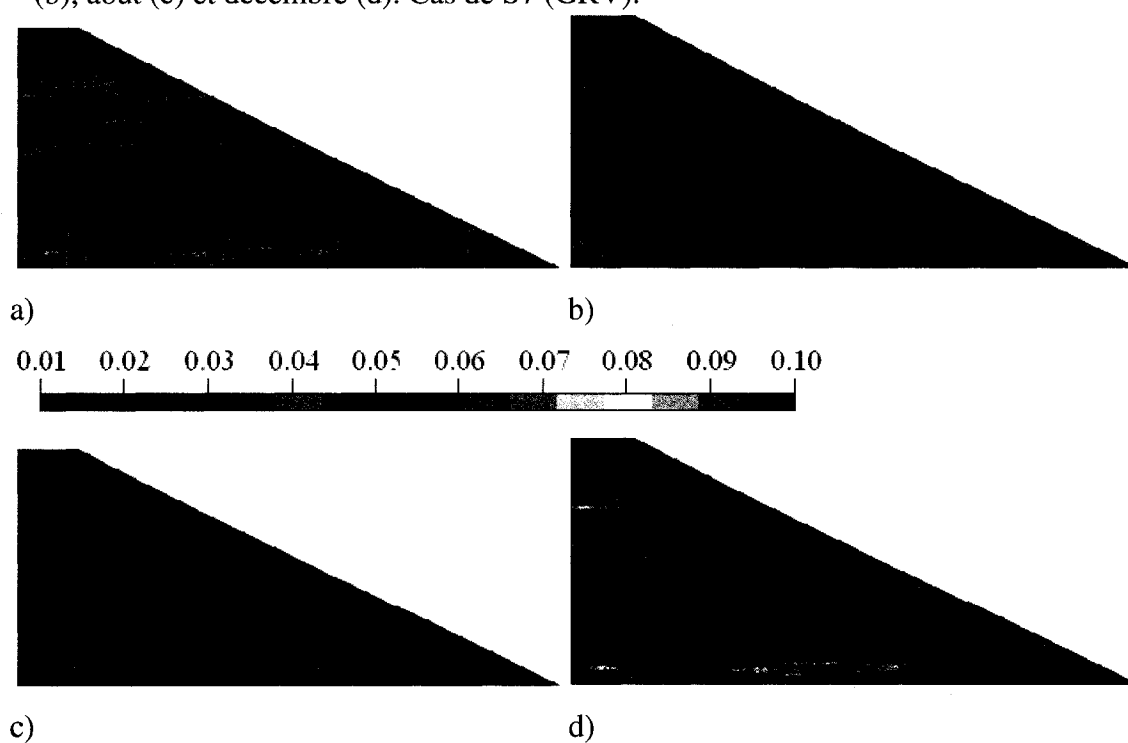 (b), août (c) et décembre (d). Cas de S7 (GRV).
a)
b)
0.01 0.02 0.03 0.04 0.05 0.06 0.07 0.08 0.09 0.10
c)
d)